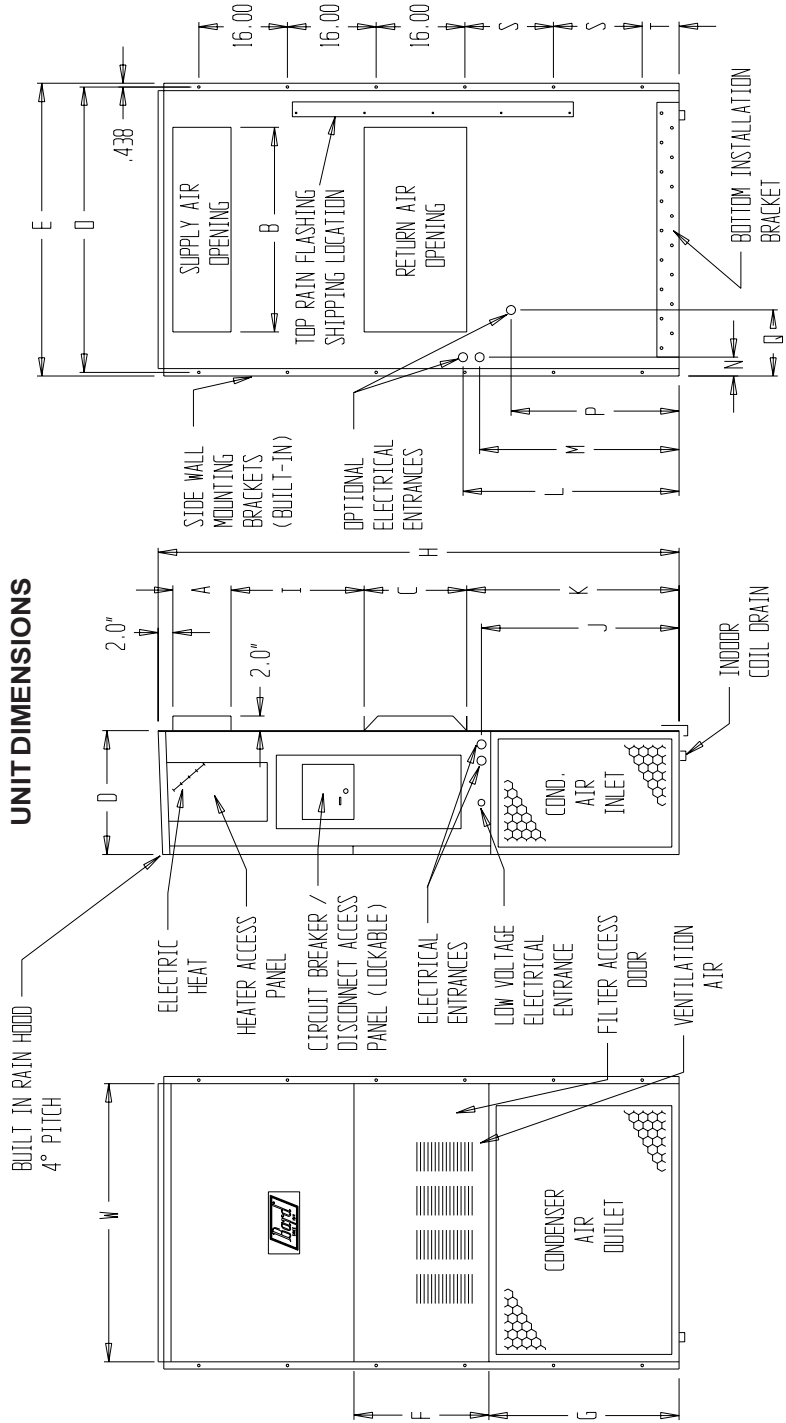 UNIT DIMENSIONS
BUILT IN RAIN HOOD
4° PITCH
W
Bard
F
G
CONDENSER
AIR
OUTLET
ELECTRIC
HEAT
HEATER ACCESS
PANEL
CIRCUIT BREAKER /
DISCONNECT ACCESS
PANEL (LOCKABLE)
ELECTRICAL
ENTRANCES
LOW VOLTAGE
ELECTRICAL
ENTRANCE
FILTER ACCESS
DOOR
VENTILATION
AIR
D
2.0"
2.0"
A
I
C
K
J
H
COND.
AIR
INLET
INDOOR
COIL DRAIN
SIDE WALL
MOUNTING
BRACKETS
(BUILT-IN)
OPTIONAL
ELECTRICAL
ENTRANCES
E
O
.438
SUPPLY AIR
OPENING
B
TOP RAIN FLASHING
SHIPPING LOCATION
RETURN AIR
OPENING
L
M
P
N
Q
16.00
16.00
16.00
S
S
T
BOTTOM INSTALLATION
BRACKET